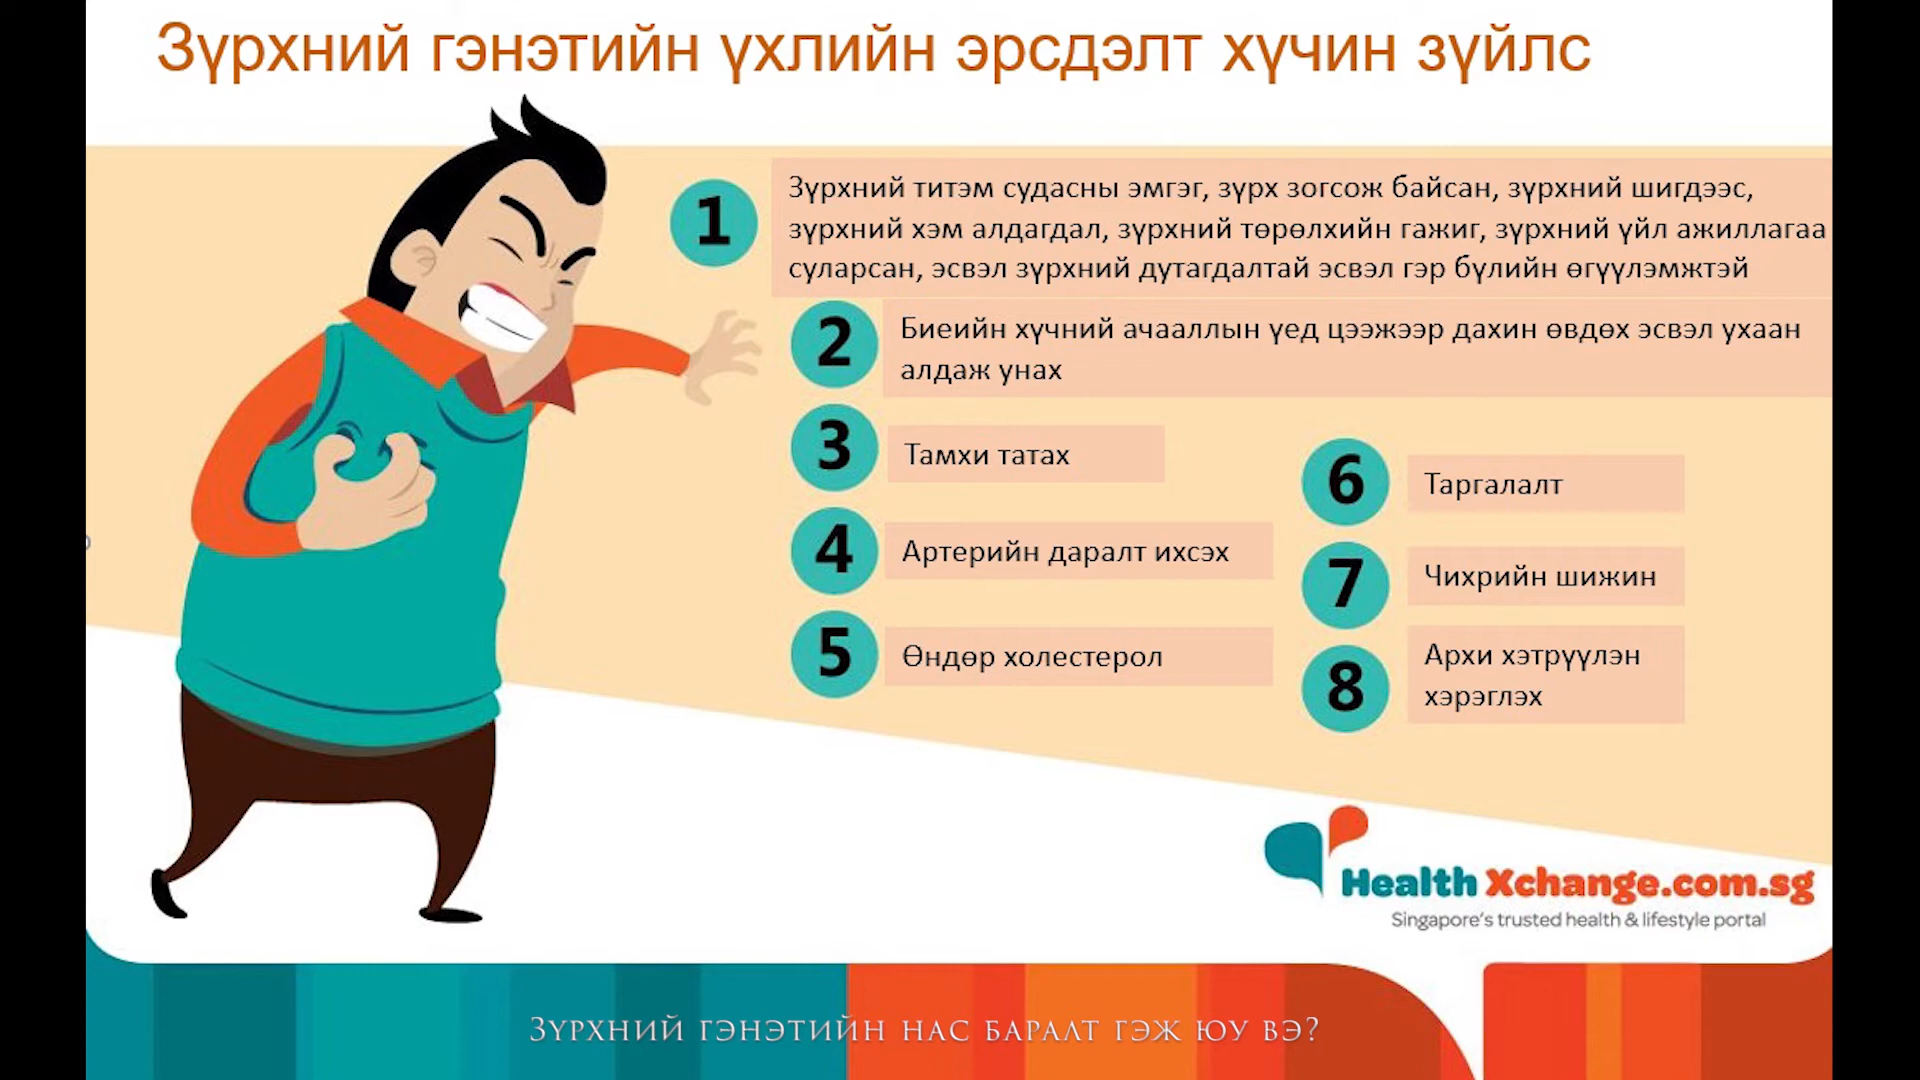 Зүрхний гэнэтийн үхлийн эрсдэлт хүчин зүйлс
1
Зүрхний титэм судасны эмгэг, зүрх зогсож байсан, зүрхний шигдээс,
зүрхний хэм алдагдал, зүрхний төрөлхийн гажиг, зүрхний үйл ажиллагаа
суларсан, эсвэл зүрхний дутагдалтай эсвэл гэр бүлийн өгүүлэмжтэй
2
Биеийн хүчний ачааллын үед цээжээр дахин өвдөх эсвэл ухаан
алдаж унах
3
Тамхи татах
4
Артерийн даралт ихсэх
5
Өндөр холестерол
6
Таргалалт
7
Чихрийн шижин
8
Архи хэтрүүлэн
хэрэглэх
Health Xchange.com.sg
Singapore's trusted health & lifestyle portal
Зүрхний гэнэтийн нас баралт гэж юу вэ?